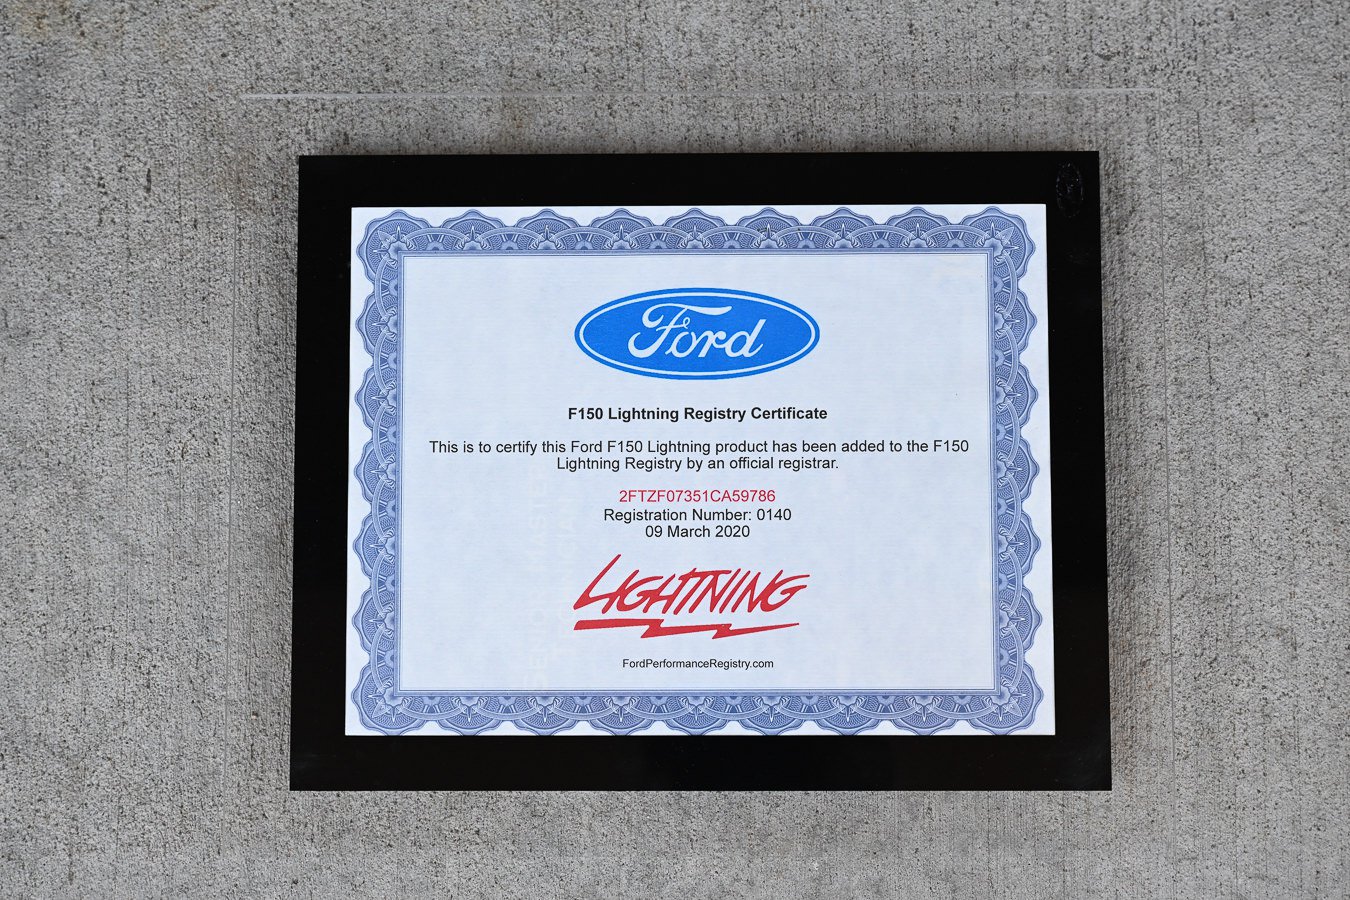 Ford
F150 Lightning Registry Certificate
This is to certify this Ford F150 Lightning product has been added to the F150
Lightning Registry by an official registrar.
2FTZF07351CA59786
Registration Number: 0140
09 March 2020
LIGHTNING
FordPerformanceRegistry.com